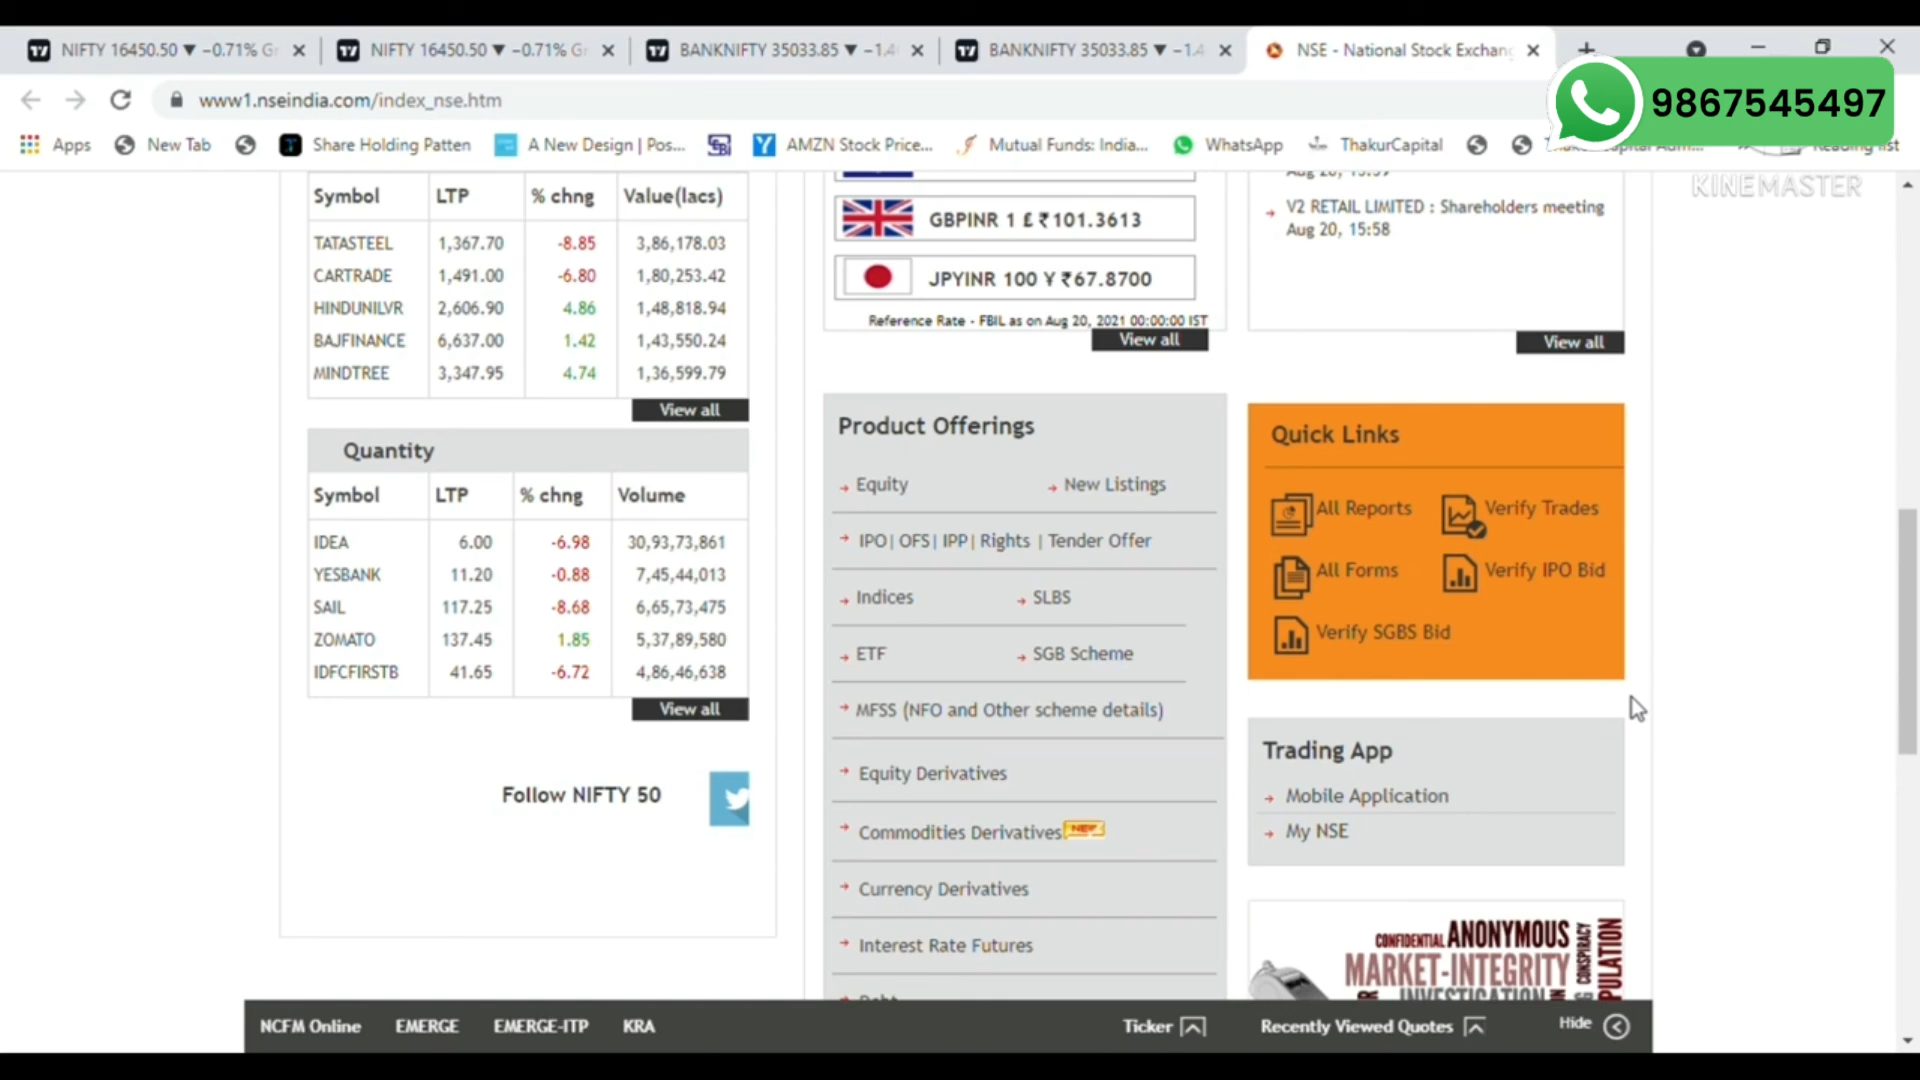 NIFTY 16450.50 ▼ −0.71% Gr
NIFTY 16450.50 ▼ −0.71% Gr
BANKNIFTY 35033.85 ▼ −1.4
BANKNIFTY 35033.85 ▼ −1.4
NSE - National Stock Exchang
www1.nseindia.com/index_nse.htm
9867545497
Apps
New Tab
Share Holding Patten
A New Design | Pos...
AMZN Stock Price...
Mutual Funds: India...
WhatsApp
ThakurCapital
Reading list
KINEMASTER
Symbol LTP % chng Value(lacs)
TATASTEEL 1,367.70 -8.85 3,86,178.03
CARTRADE 1,491.00 -6.80 1,80,253.42
HINDUNILVR 2,606.90 4.86 1,48,818.94
BAJFINANCE 6,637.00 1.42 1,43,550.24
MINDTREE 3,347.95 4.74 1,36,599.79
View all
Quantity
Symbol LTP % chng Volume
IDEA 6.00 -6.98 30,93,73,861
YESBANK 11.20 -0.88 7,45,44,013
SAIL 117.25 -8.68 6,65,73,475
ZOMATO 137.45 1.85 5,37,89,580
IDFCFIRSTB 41.65 -6.72 4,86,46,638
View all
Follow NIFTY 50
GBPINR 1 £ ₹101.3613
JPYINR 100 ¥ ₹67.8700
Reference Rate - FBIL as on Aug 20, 2021 00:00:00 IST
View all
Product Offerings
Equity New Listings
IPO| OFS| IPP| Rights | Tender Offer
Indices SLBS
ETF SGB Scheme
MFSS (NFO and Other scheme details)
Equity Derivatives
Commodities Derivatives NEW
Currency Derivatives
Interest Rate Futures
Debt
V2 RETAIL LIMITED : Shareholders meeting
Aug 20, 15:58
View all
Quick Links
All Reports Verify Trades
All Forms Verify IPO Bid
Verify SGBS Bid
Trading App
Mobile Application
My NSE
CONFIDENTIAL ANONYMOUS
MARKET-INTEGRITY
INVESTIGATION
CONSPIRACY
NCFM Online EMERGE EMERGE-ITP KRA Ticker Recently Viewed Quotes Hide